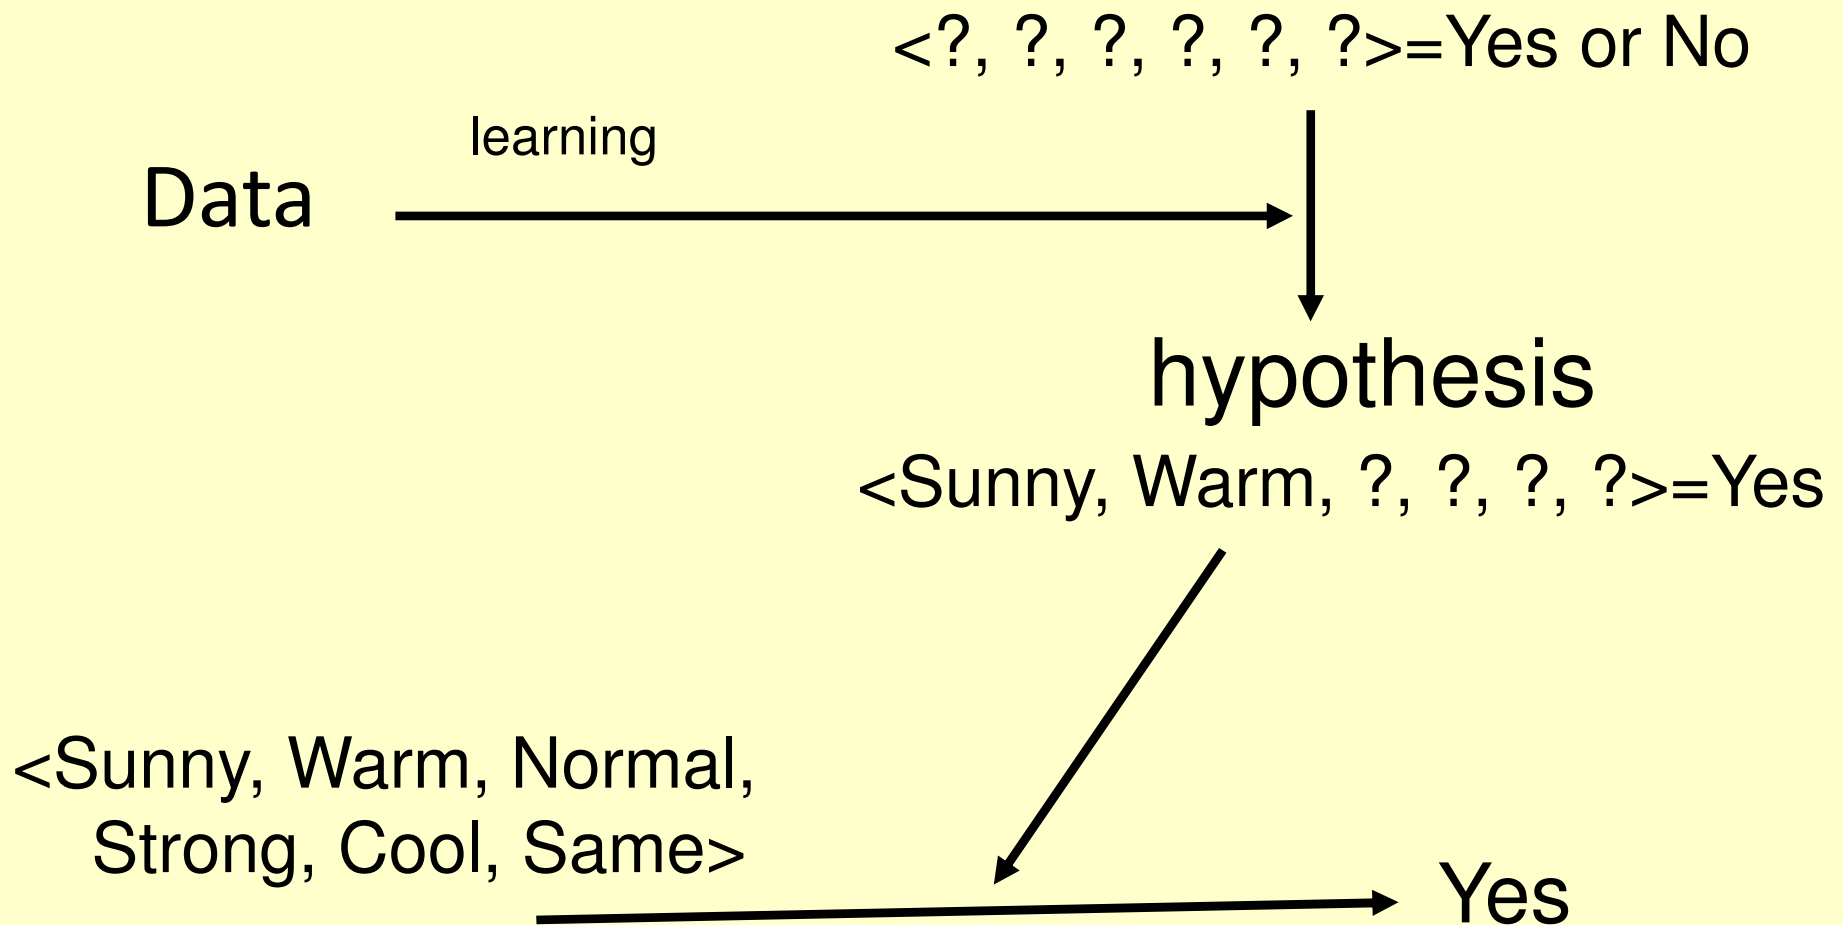 <?, ?, ?, ?, ?, ?>=Yes or No
learning
Data
hypothesis
<Sunny, Warm, ?, ?, ?, ?>=Yes
<Sunny, Warm, Normal,
Strong, Cool, Same>
Yes